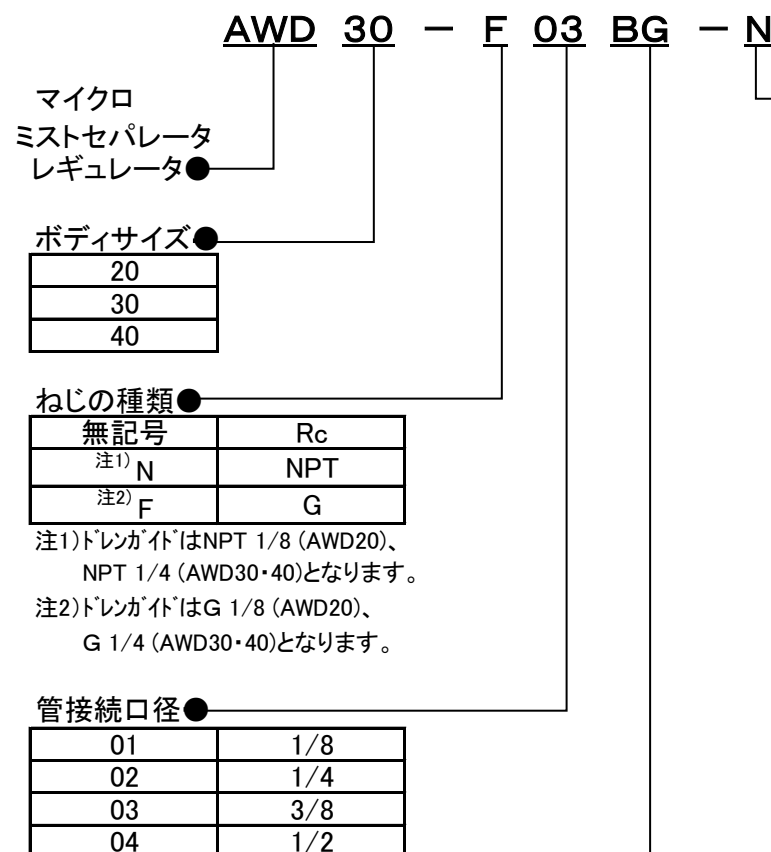 AWD 30 － F 03 BG － N
マイクロ
ミストセパレータ
レギュレータ●
ボディサイズ●
20
30
40
ねじの種類●
無記号 Rc
注1) N NPT
注2) F G
注1)ﾄﾞﾚﾝｶﾞｲﾄﾞはNPT 1/8 (AWD20)、
NPT 1/4 (AWD30・40)となります。
注2)ﾄﾞﾚﾝｶﾞｲﾄﾞはG 1/8 (AWD20)、
G 1/4 (AWD30・40)となります。
管接続口径●
01 1/8
02 1/4
03 3/8
04 1/2